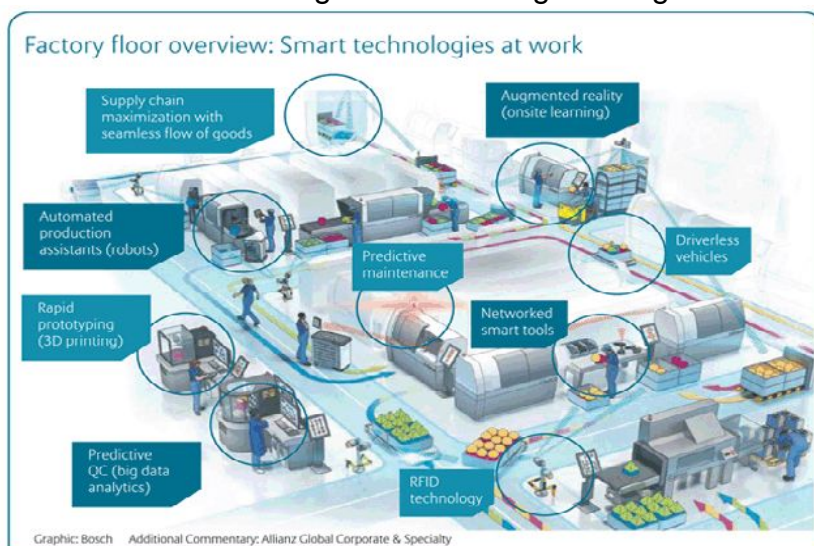 Factory floor overview: Smart technologies at work
Supply chain
maximization with
seamless flow of goods
Augmented reality
(onsite learning)
Automated
production
assistants (robots)
Predictive
maintenance
Driverless
vehicles
Rapid
prototyping
(3D printing)
Networked
smart tools
Predictive
QC (big data
analytics)
RFID
technology
Graphic: Bosch Additional Commentary: Allianz Global Corporate & Specialty